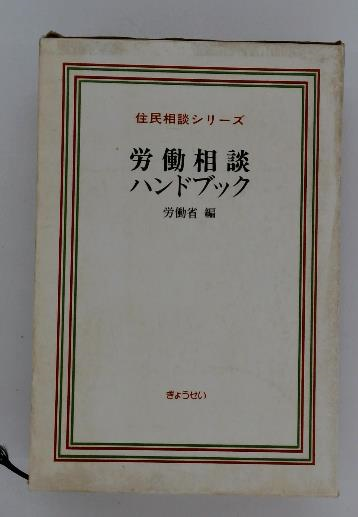 住民相談シリーズ
労働相談
ハンドブック
労働省 編
ぎょうせい